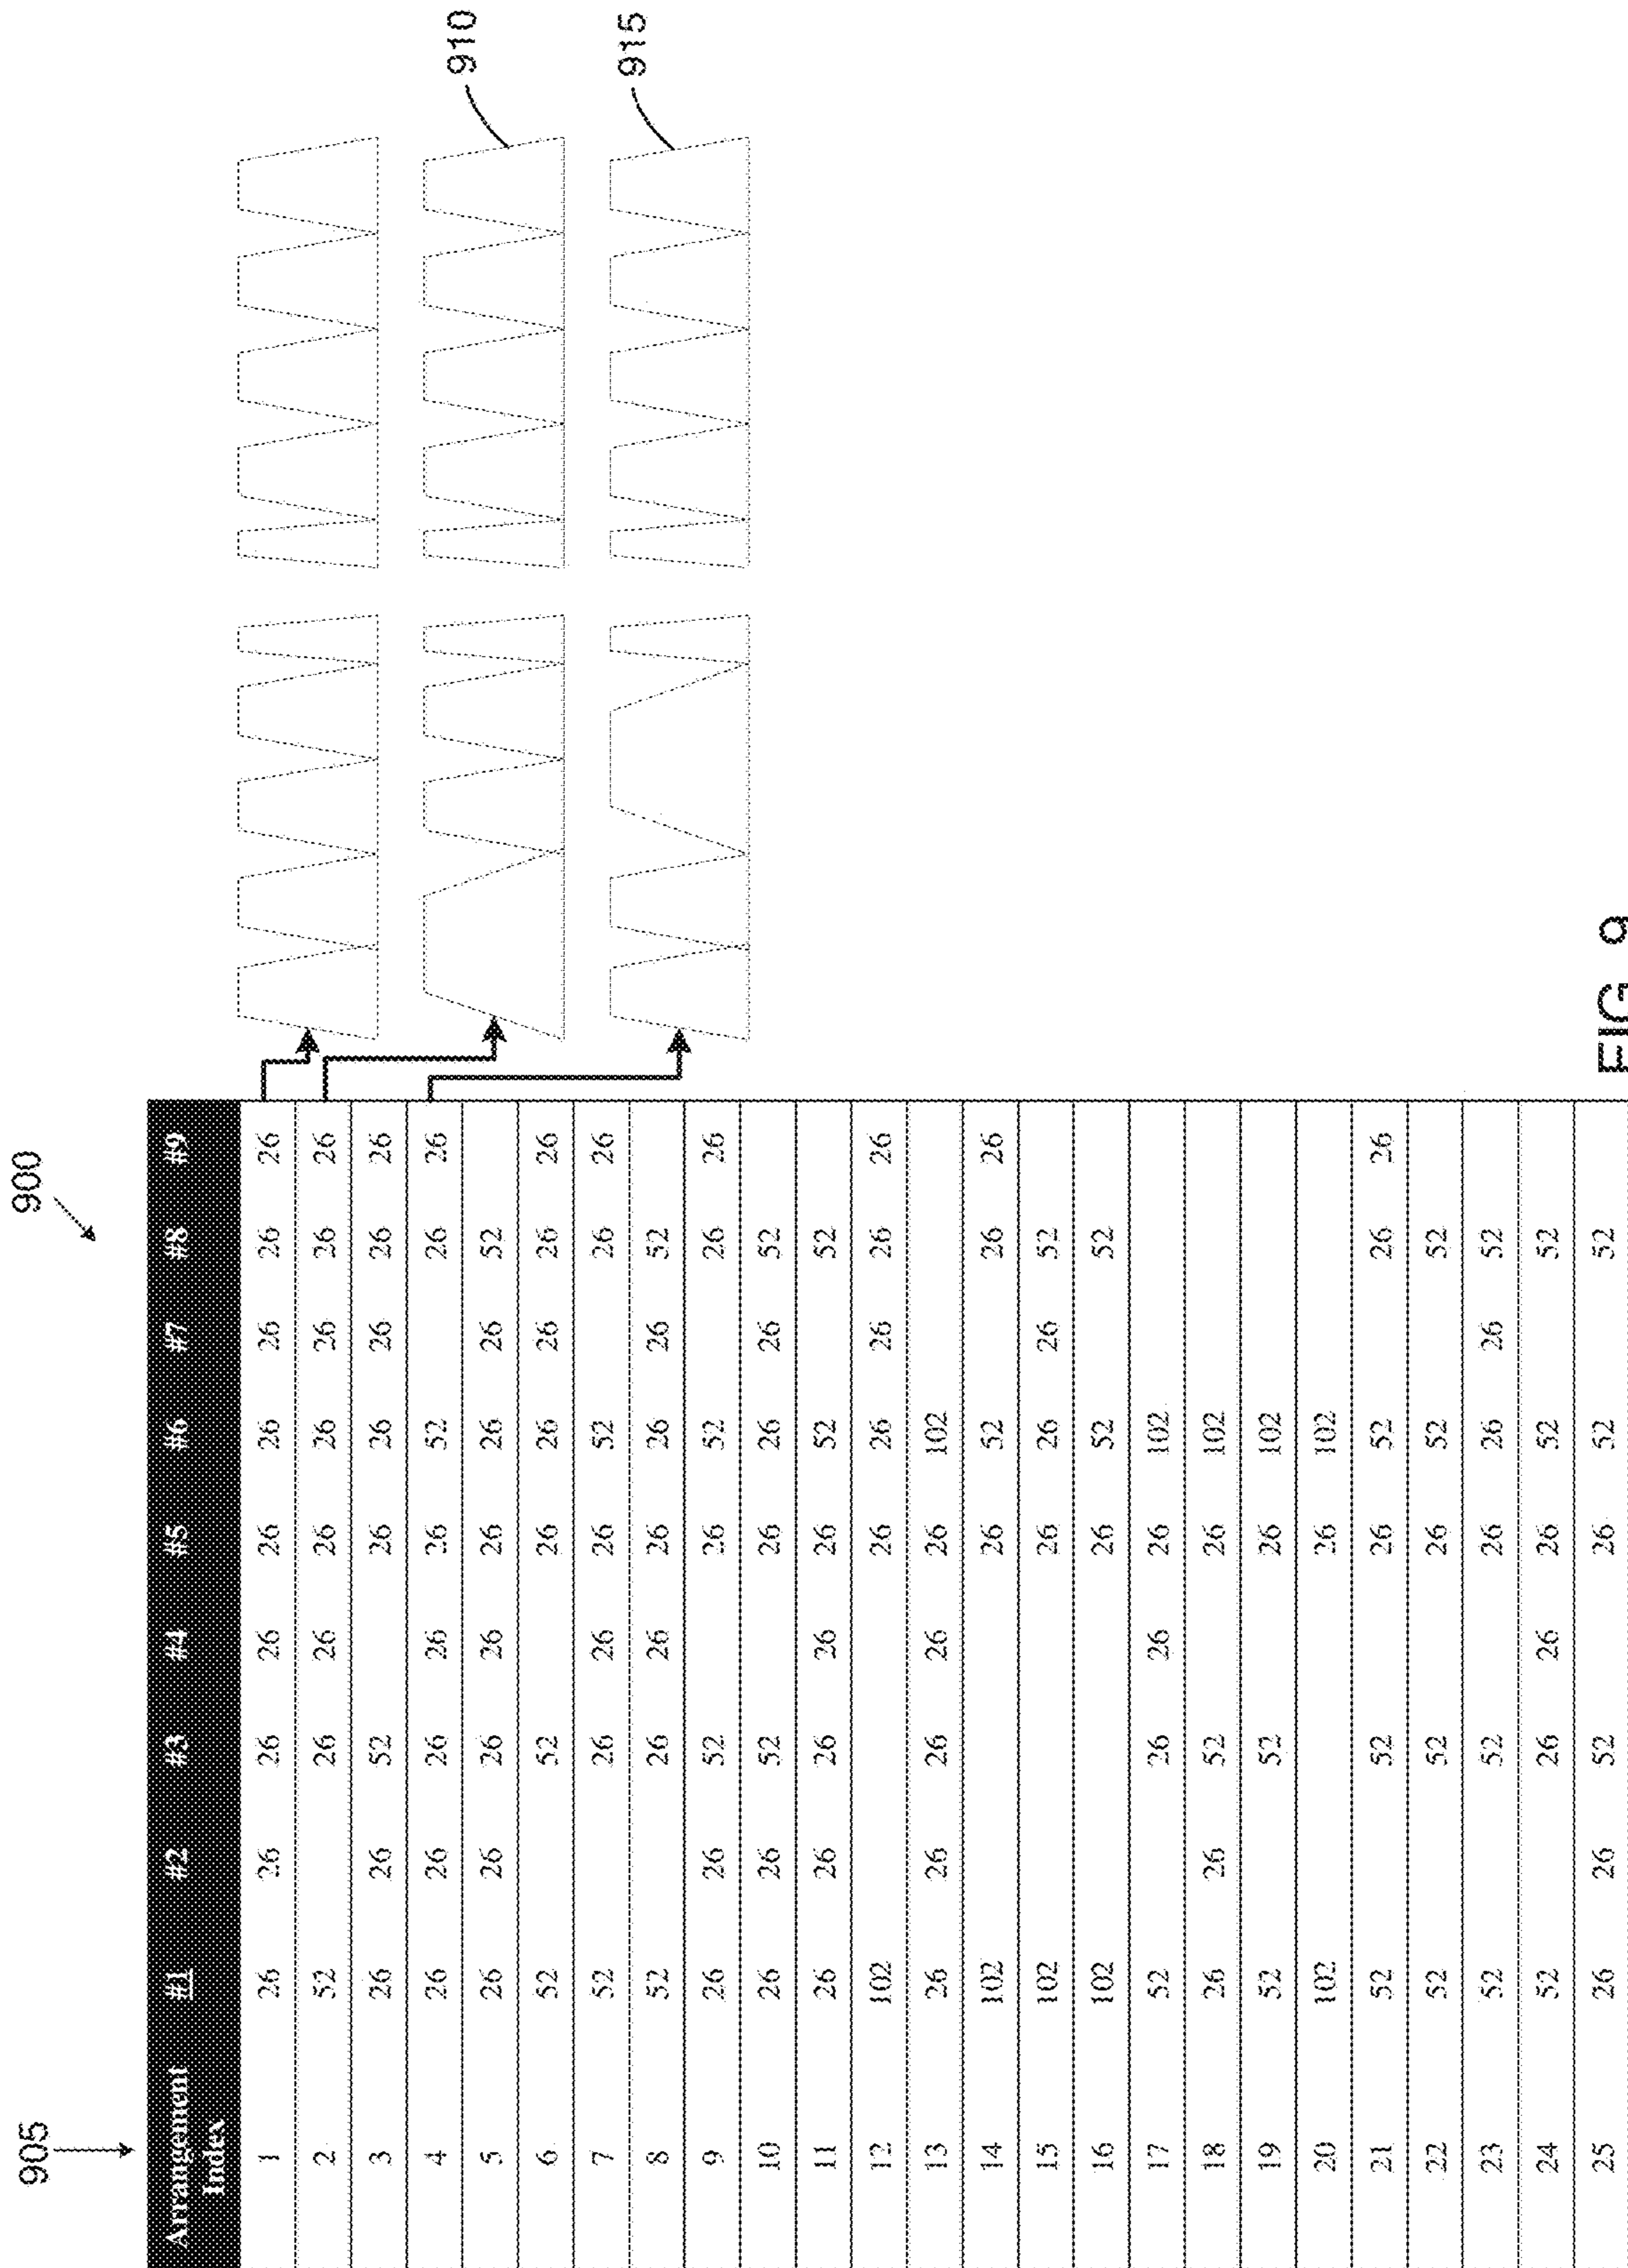 900
905
Arrangement Index #1 #2 #3 #4 #5 #6 #7 #8 #9
1 26 26 26 26 26 26 26 26 26
2 52 26 26 26 26 26 26 26
3 26 26 52 26 26 26 26 26
4 26 26 26 26 26 52 26 26
5 26 26 26 26 26 26 26 52
6 52 52 26 26 26 26 26
7 52 26 26 26 52 26 26
8 52 26 26 26 26 26 52
9 26 26 52 26 52 26 26
10 26 26 52 26 26 26 52
11 26 26 26 26 26 52 52
12 102 26 26 26 26 26
13 26 26 26 26 26 102
14 102 26 52 26 26
15 102 26 26 26 52
16 102 26 52 52
17 52 26 26 26 102
18 26 26 52 26 102
19 52 52 26 102
20 102 26 102
21 52 52 26 52 26 26
22 52 52 26 52 52
23 52 52 26 26 26 52
24 52 26 26 26 52 52
25 26 26 52 26 52 52
910
915
FIG. 9